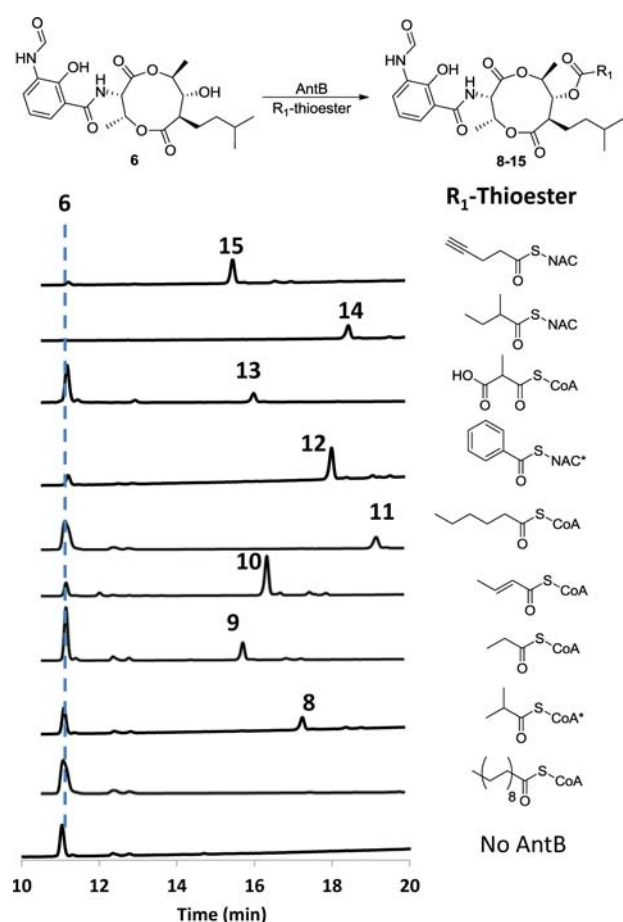 O
HN OH H N O O O OH O O
6
AntB
R₁-thioester
O
HN OH H N O O O O O R₁ O O
8-15
6
R₁-Thioester
15
S NAC O
14
S NAC O
13
HO S CoA O O
12
S NAC* O
11
S CoA O
10
S CoA O
9
S CoA O
8
S CoA* O
S CoA ( )8 O
No AntB
10 12 14 16 18 20
Time (min)